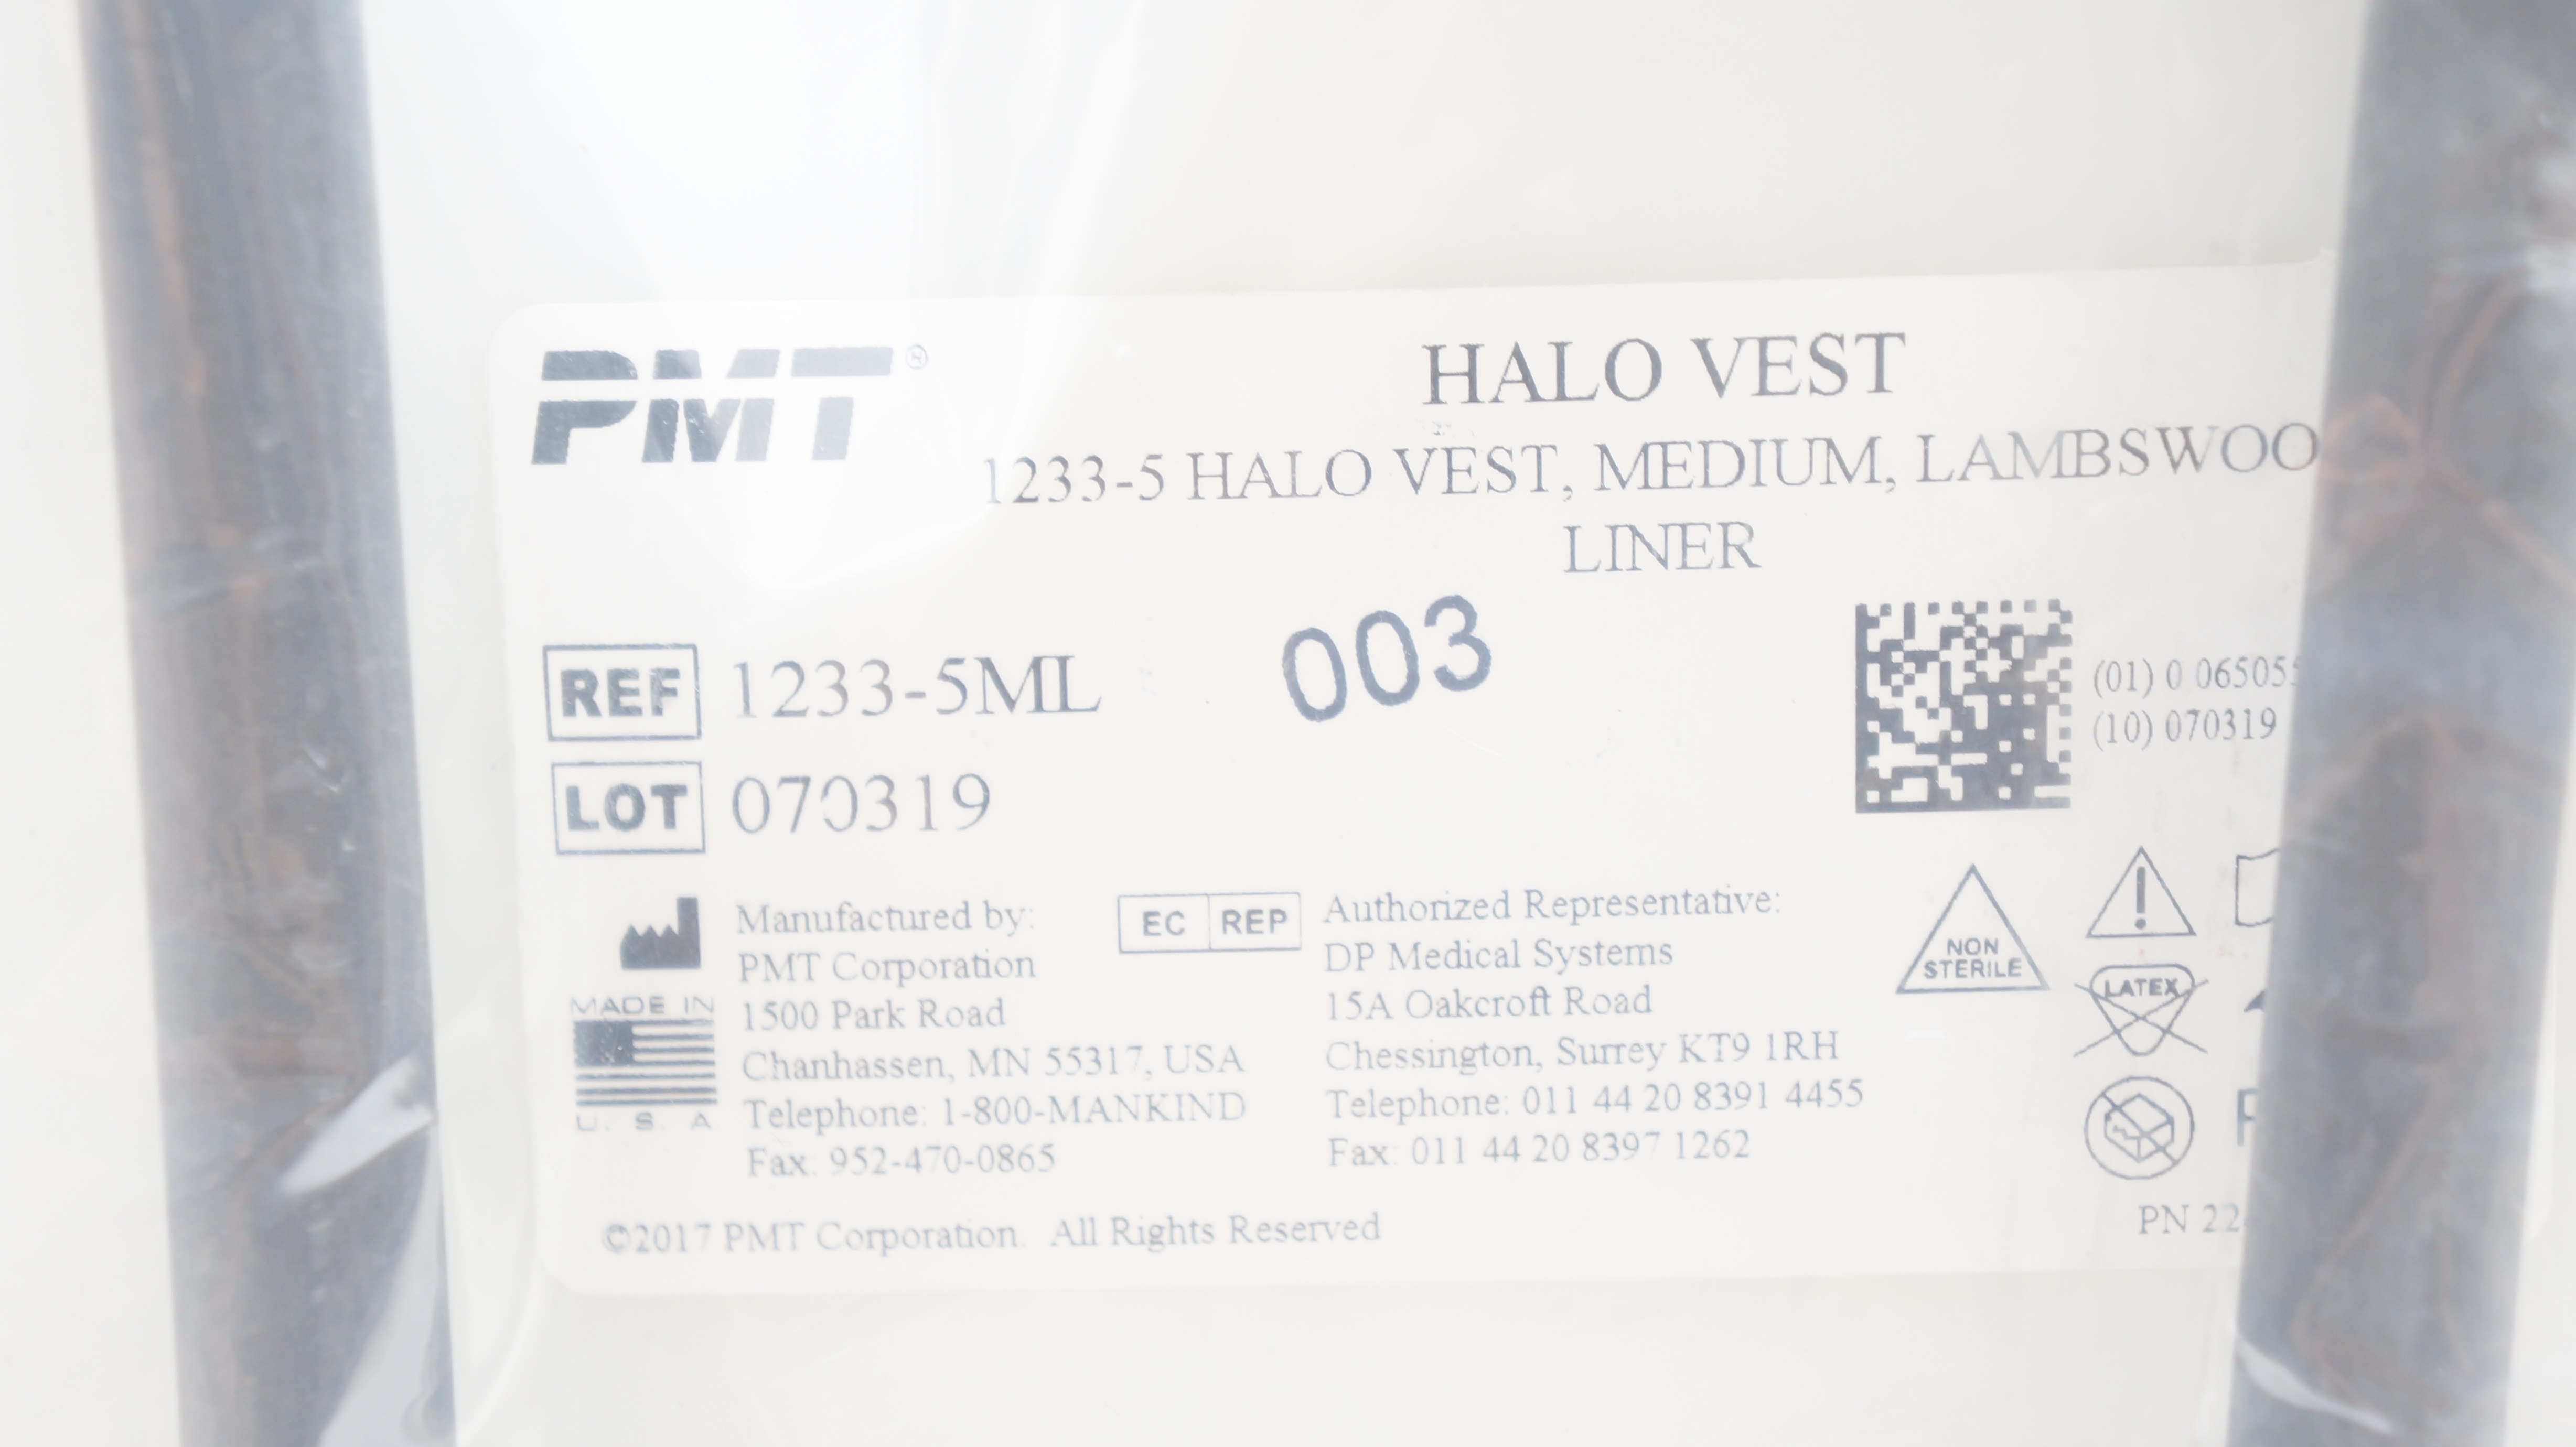 PMT®
HALO VEST
1233-5 HALO VEST, MEDIUM, LAMBSWOO
LINER
REF 1233-5ML 003
LOT 070319
(01) 0 06505
(10) 070319
Manufactured by:
PMT Corporation
1500 Park Road
Chanhassen, MN 55317, USA
Telephone: 1-800-MANKIND
Fax: 952-470-0865
MADE IN
U. S. A
EC REP
Authorized Representative:
DP Medical Systems
15A Oakcroft Road
Chessington, Surrey KT9 1RH
Telephone: 011 44 20 8391 4455
Fax: 011 44 20 8397 1262
NON
STERILE
LATEX
©2017 PMT Corporation. All Rights Reserved
PN 22